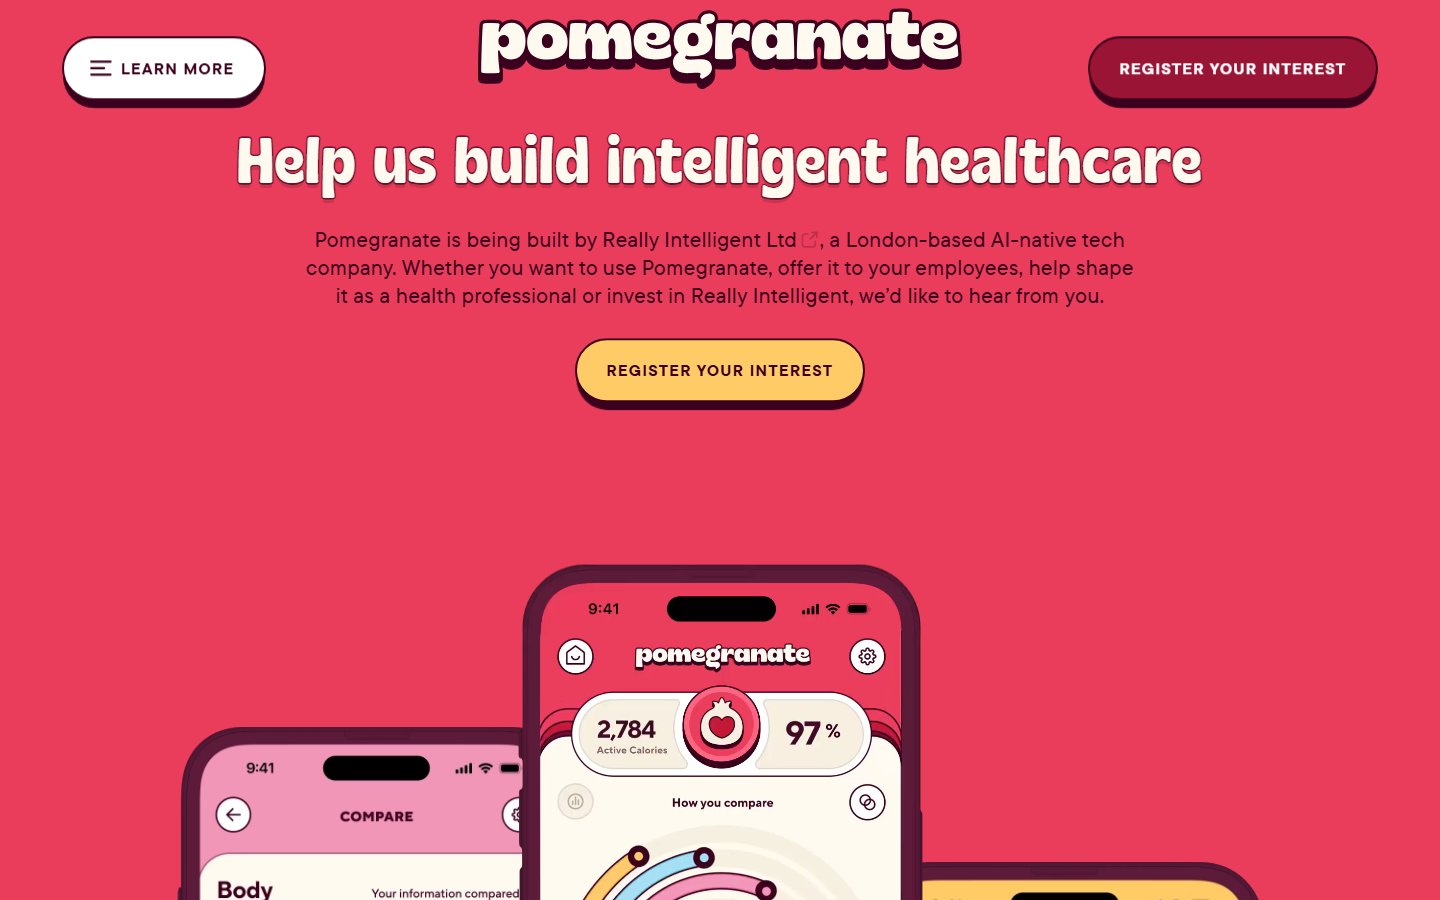 pomegranate
LEARN MORE
REGISTER YOUR INTEREST
Help us build intelligent healthcare
Pomegranate is being built by Really Intelligent Ltd , a London-based AI-native tech
company. Whether you want to use Pomegranate, offer it to your employees, help shape
it as a health professional or invest in Really Intelligent, we’d like to hear from you.
REGISTER YOUR INTEREST
9:41
pomegranate
2,784
Active Calories
97 %
How you compare
9:41
COMPARE
Body
Your information compared